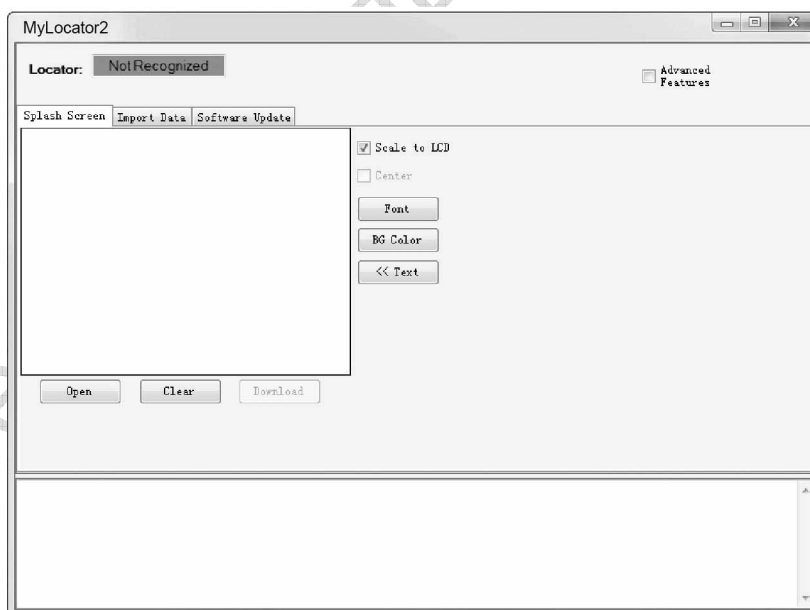 MyLocator2
Locator: Not Recognized
Advanced
Features
Splash Screen Import Data Software Update
Scale to LCD
Center
Font
BG Color
<< Text
Open Clear Download